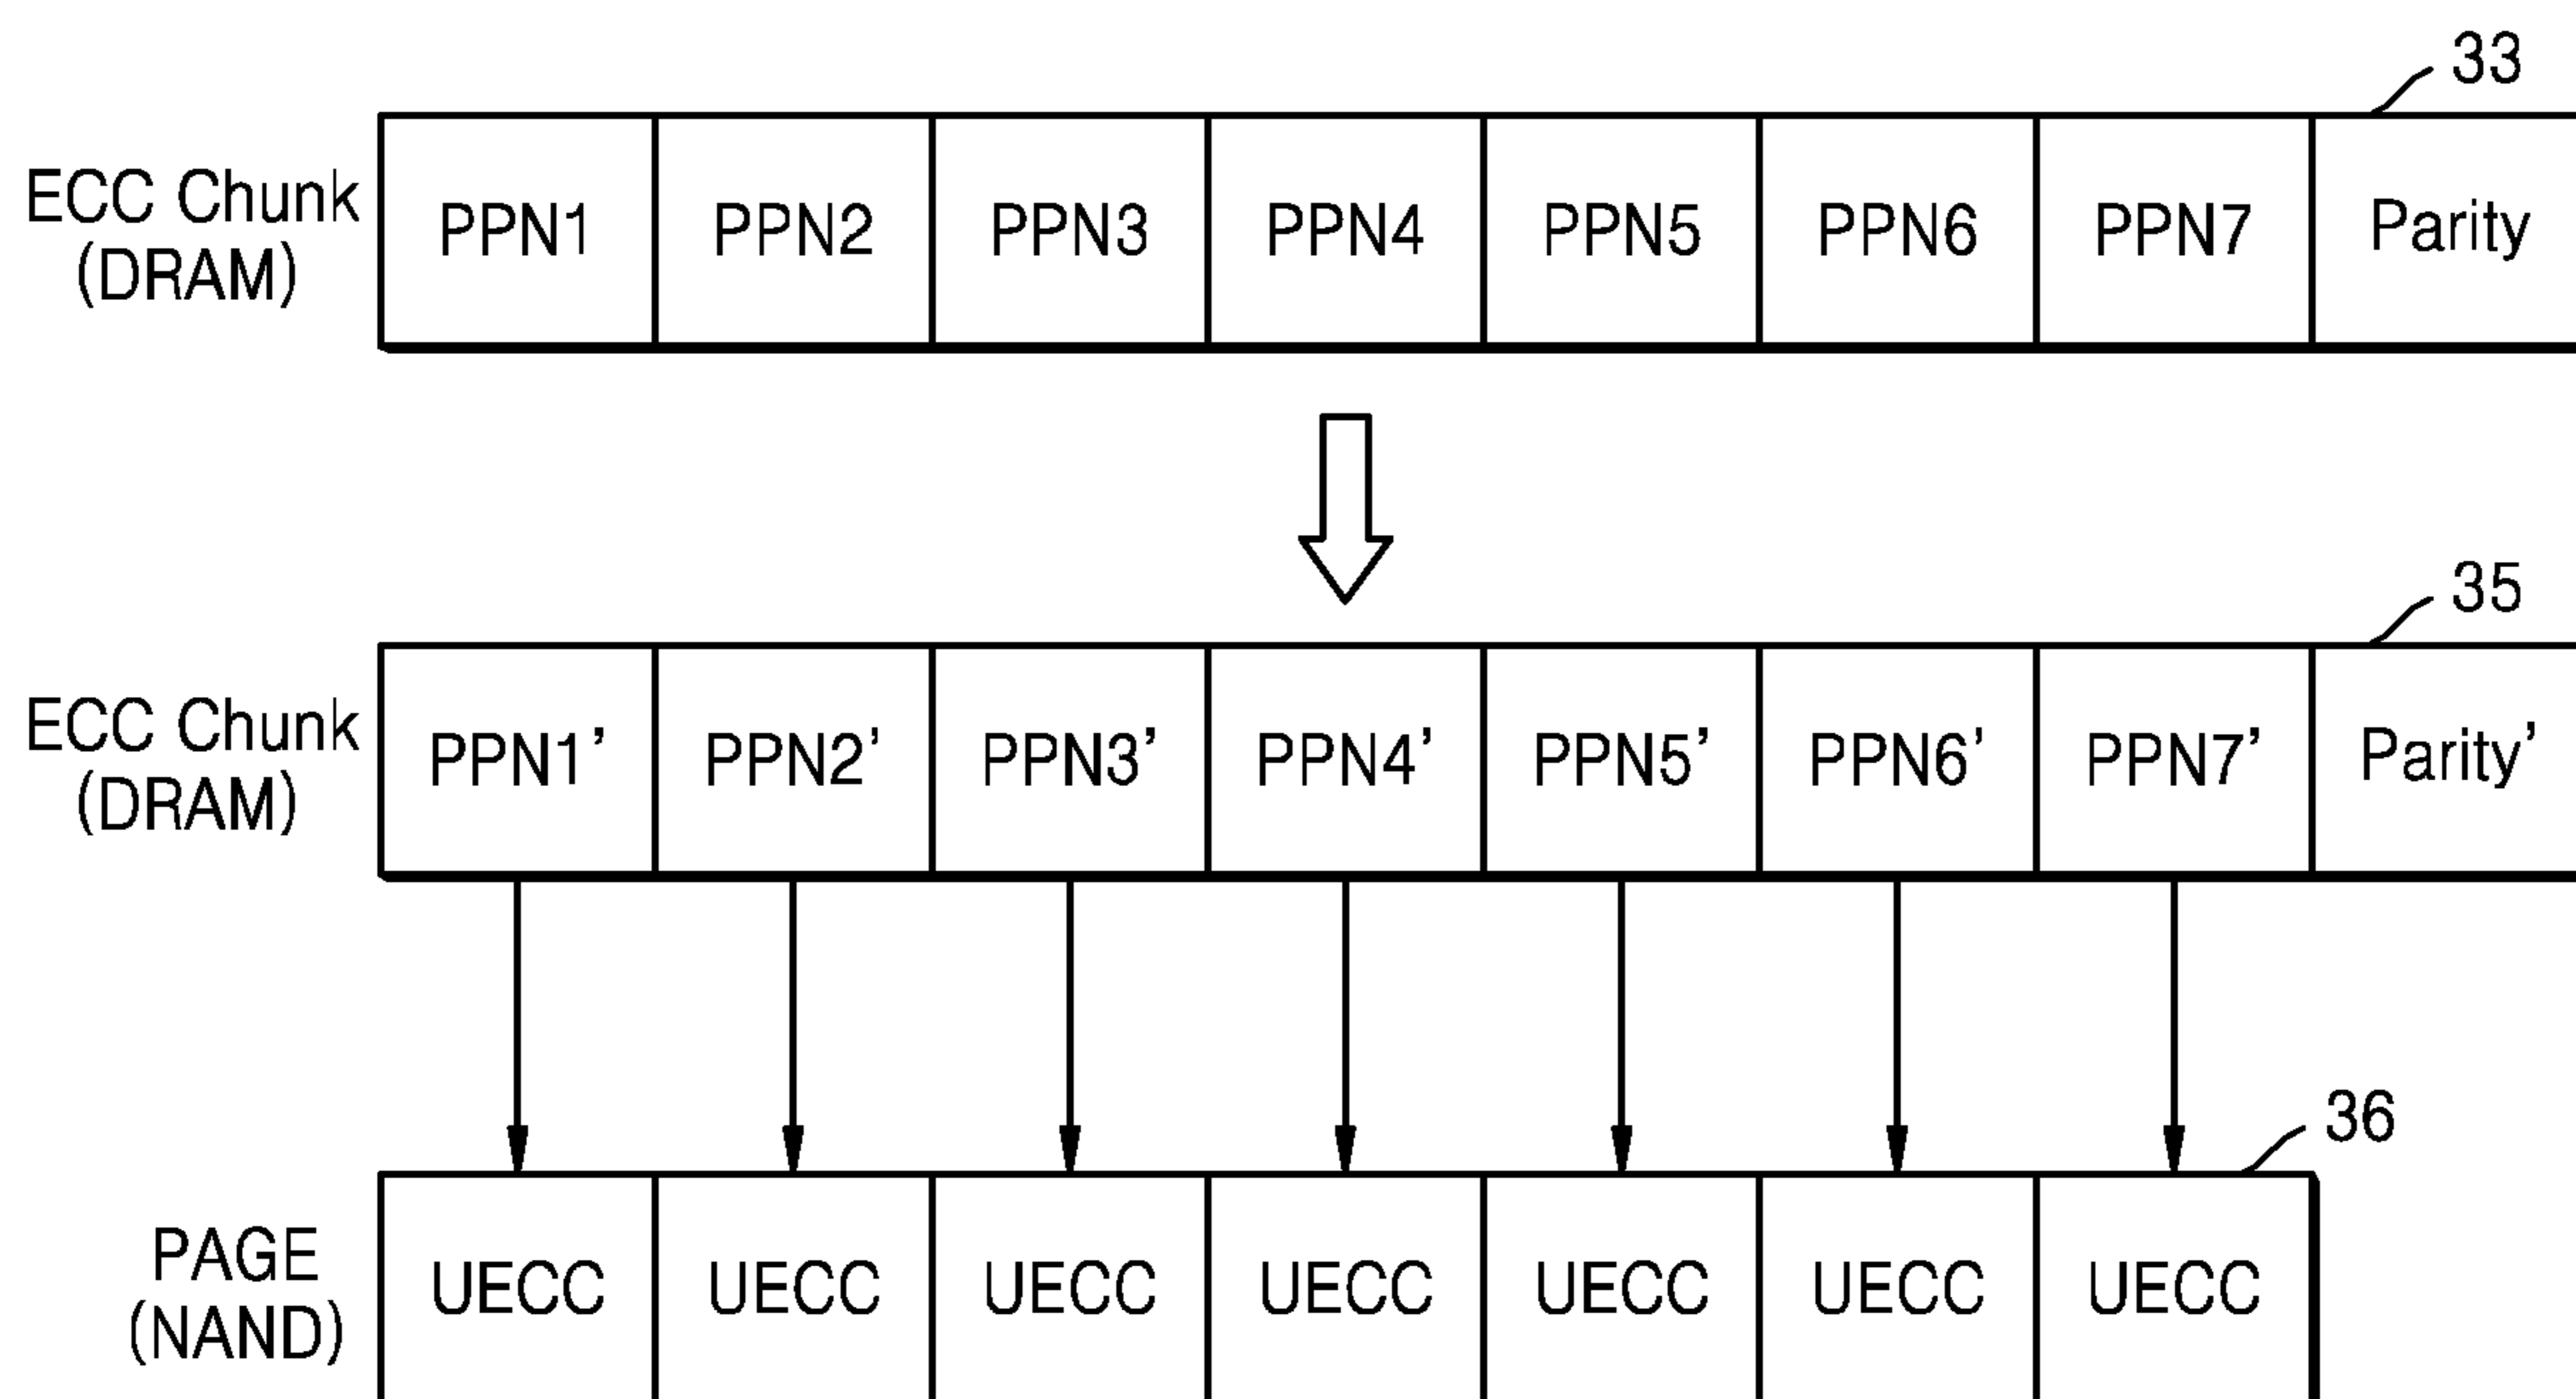 33
ECC Chunk
(DRAM)
PPN1 PPN2 PPN3 PPN4 PPN5 PPN6 PPN7 Parity
35
ECC Chunk
(DRAM)
PPN1’ PPN2’ PPN3’ PPN4’ PPN5’ PPN6’ PPN7’ Parity’
36
PAGE
(NAND)
UECC UECC UECC UECC UECC UECC UECC